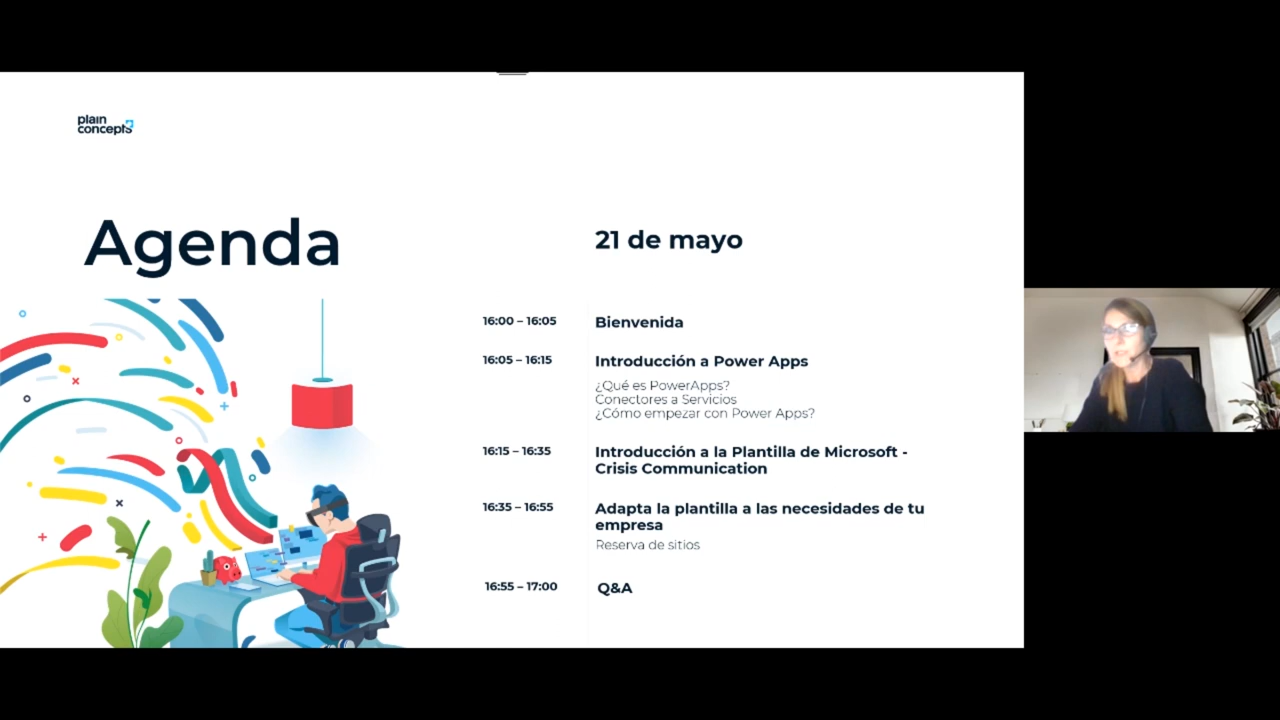 plain
concepts
Agenda
21 de mayo
16:00 – 16:05
Bienvenida
16:05 – 16:15
Introducción a Power Apps
¿Qué es PowerApps?
Conectores a Servicios
¿Cómo empezar con Power Apps?
16:15 – 16:35
Introducción a la Plantilla de Microsoft -
Crisis Communication
16:35 – 16:55
Adapta la plantilla a las necesidades de tu
empresa
Reserva de sitios
16:55 – 17:00
Q&A